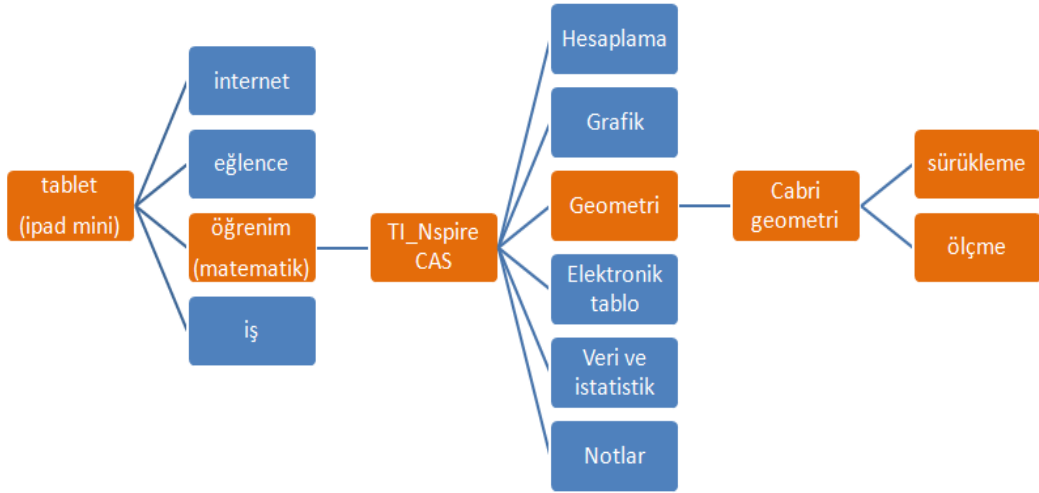 tablet
(ipad mini)
internet
eğlence
öğrenim
(matematik)
iş
TI_Nspire
CAS
Hesaplama
Grafik
Geometri
Elektronik
tablo
Veri ve
istatistik
Notlar
Cabri
geometri
sürükleme
ölçme